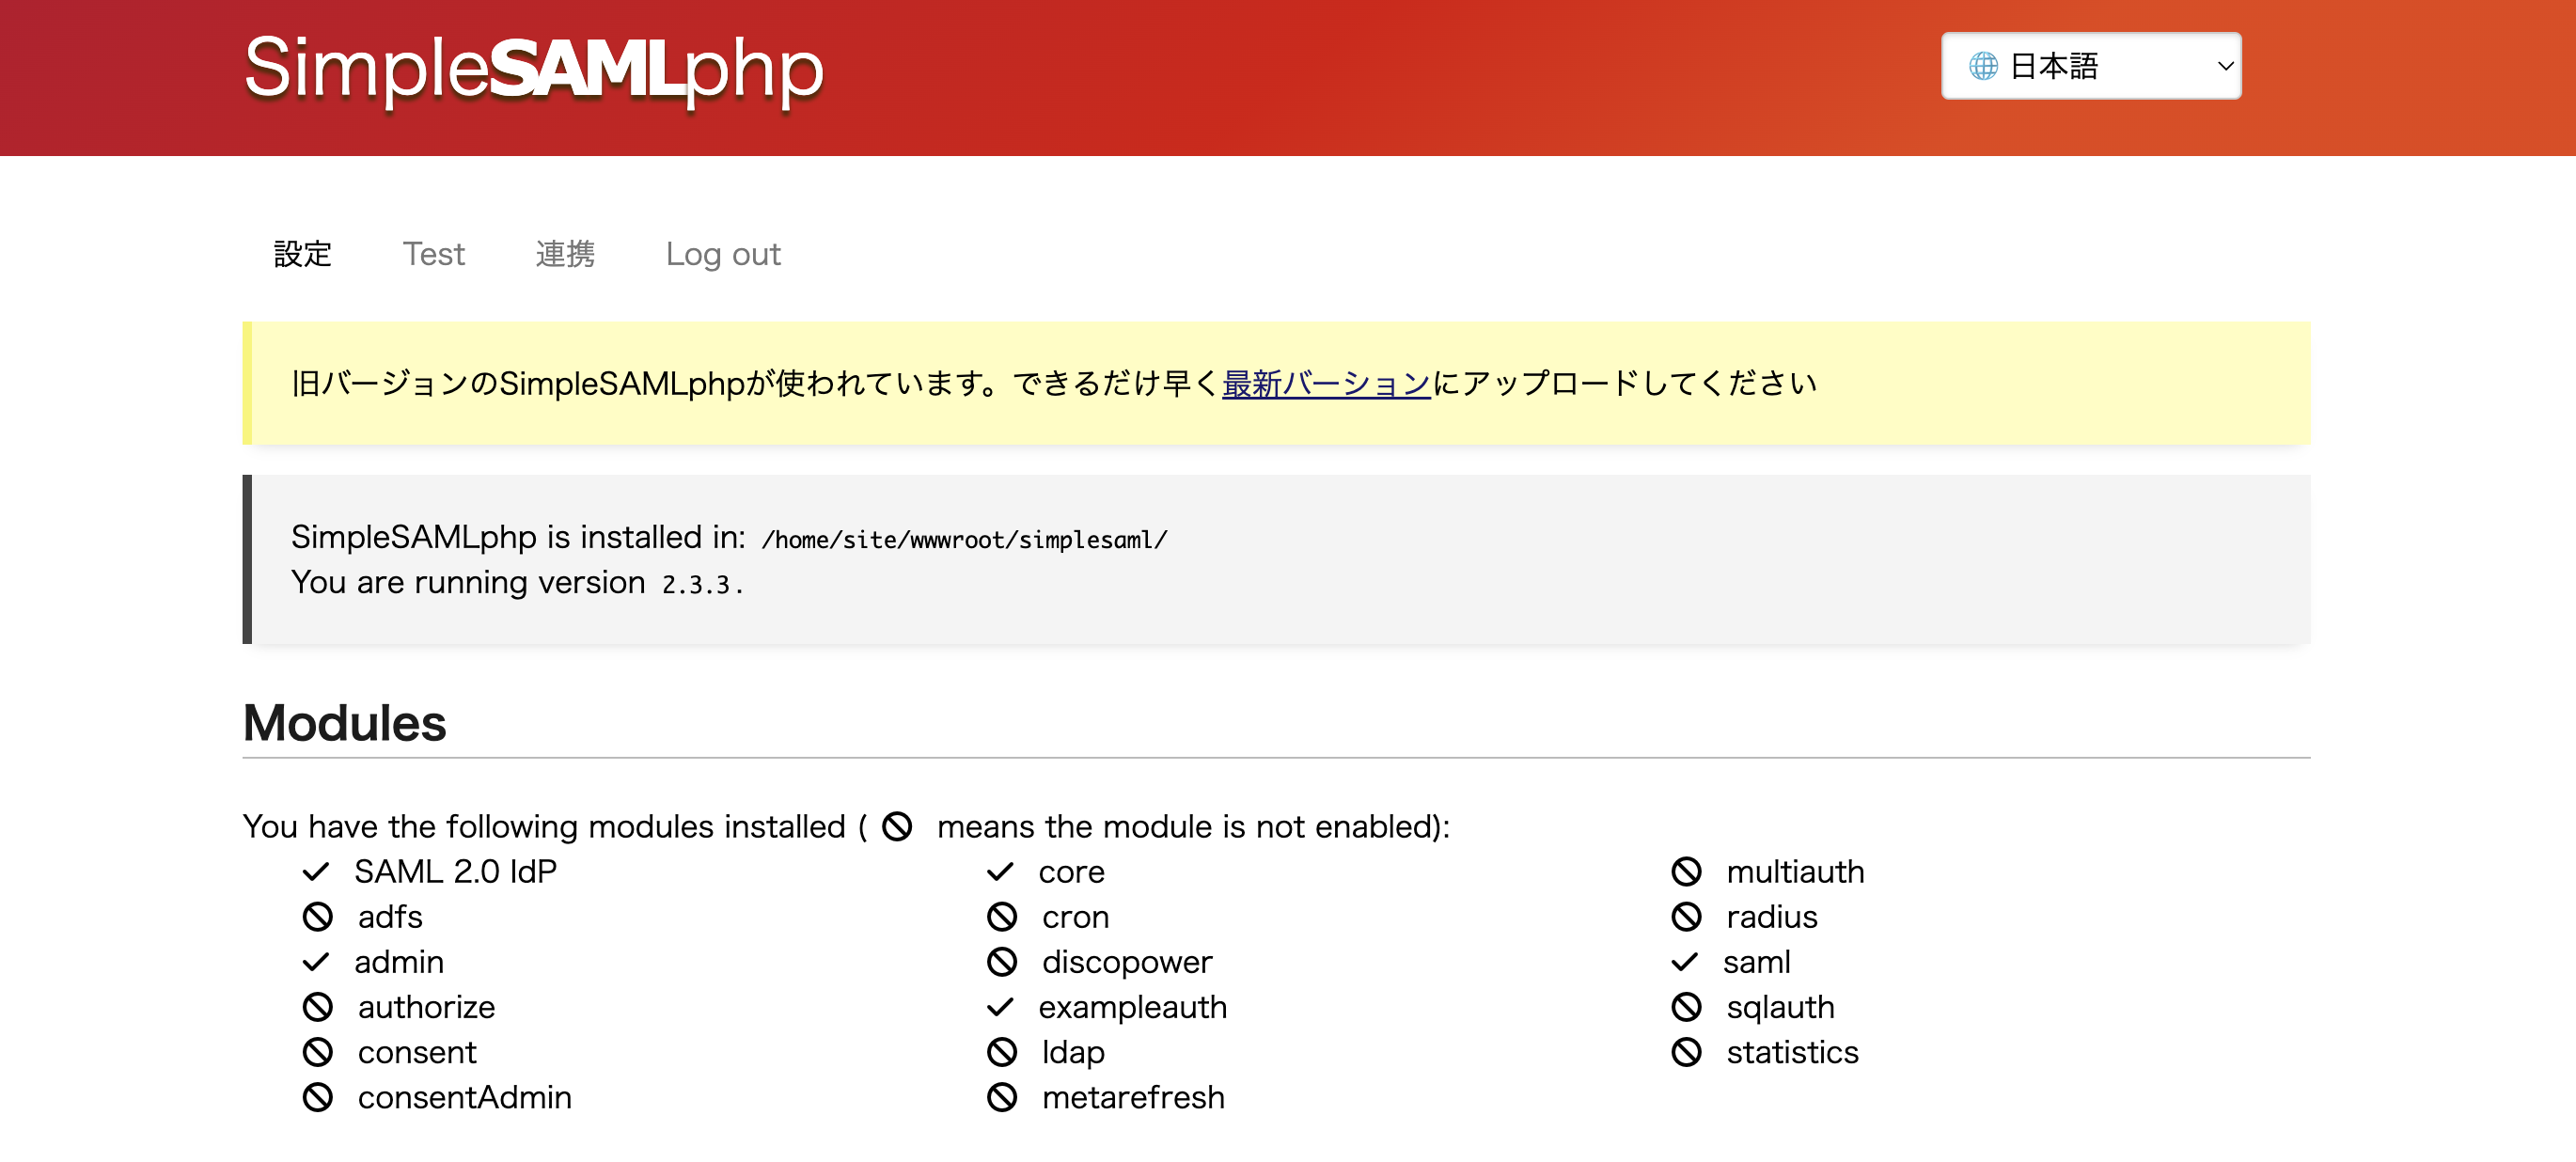 SimpleSAMLphp
日本語
設定 Test 連携 Log out
旧バージョンのSimpleSAMLphpが使われています。できるだけ早く最新バージョンにアップロードしてください
SimpleSAMLphp is installed in: /home/site/wwwroot/simplesaml/
You are running version 2.3.3.
Modules
You have the following modules installed ( means the module is not enabled):
SAML 2.0 IdP
adfs
admin
authorize
consent
consentAdmin
core
cron
discopower
exampleauth
ldap
metarefresh
multiauth
radius
saml
sqlauth
statistics